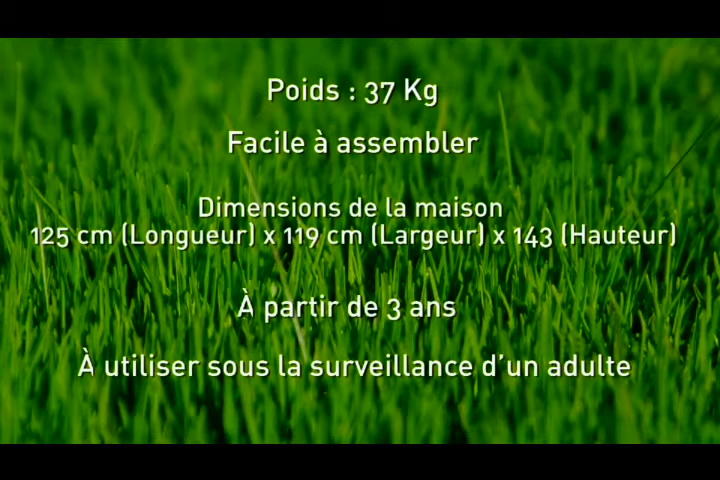 Poids : 37 Kg
Facile à assembler
Dimensions de la maison
125 cm (Longueur) x 119 cm (Largeur) x 143 (Hauteur)
À partir de 3 ans
À utiliser sous la surveillance d'un adulte